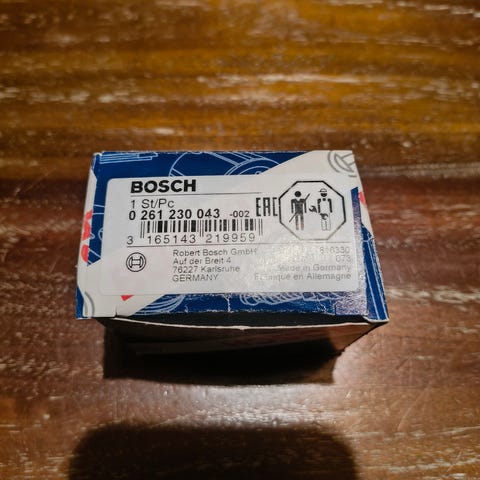 BOSCH
1 St/Pc
0 261 230 043 -002
EAC
3 165143 219959
Robert Bosch GmbH
Auf der Breit 4
76227 Karlsruhe
GERMANY
Made in Germany
en Allemagne